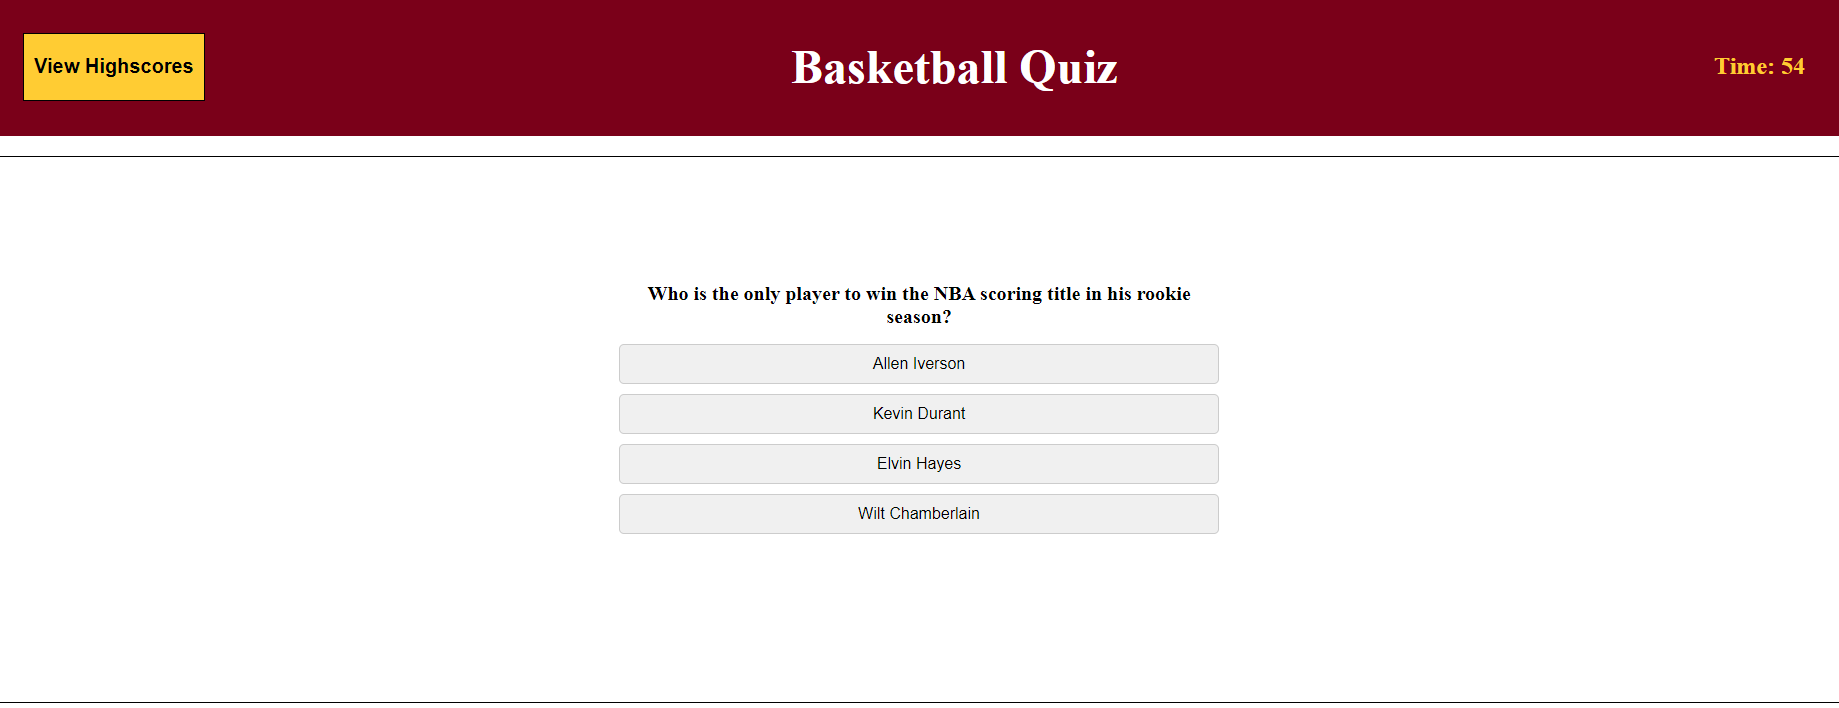 View Highscores
Basketball Quiz
Time: 54
Who is the only player to win the NBA scoring title in his rookie
season?
Allen Iverson
Kevin Durant
Elvin Hayes
Wilt Chamberlain